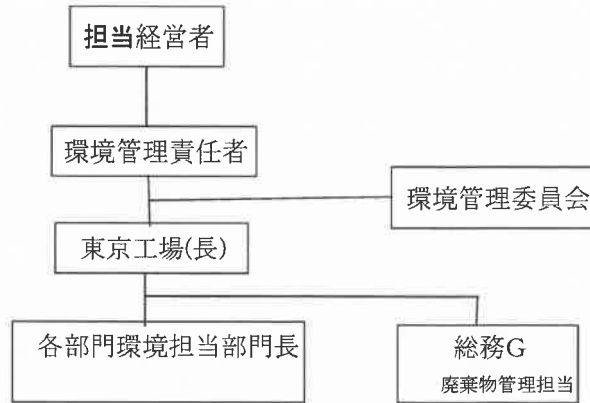 担当経営者
環境管理責任者
環境管理委員会
東京工場(長)
各部門環境担当部門長
総務G
廃棄物管理担当